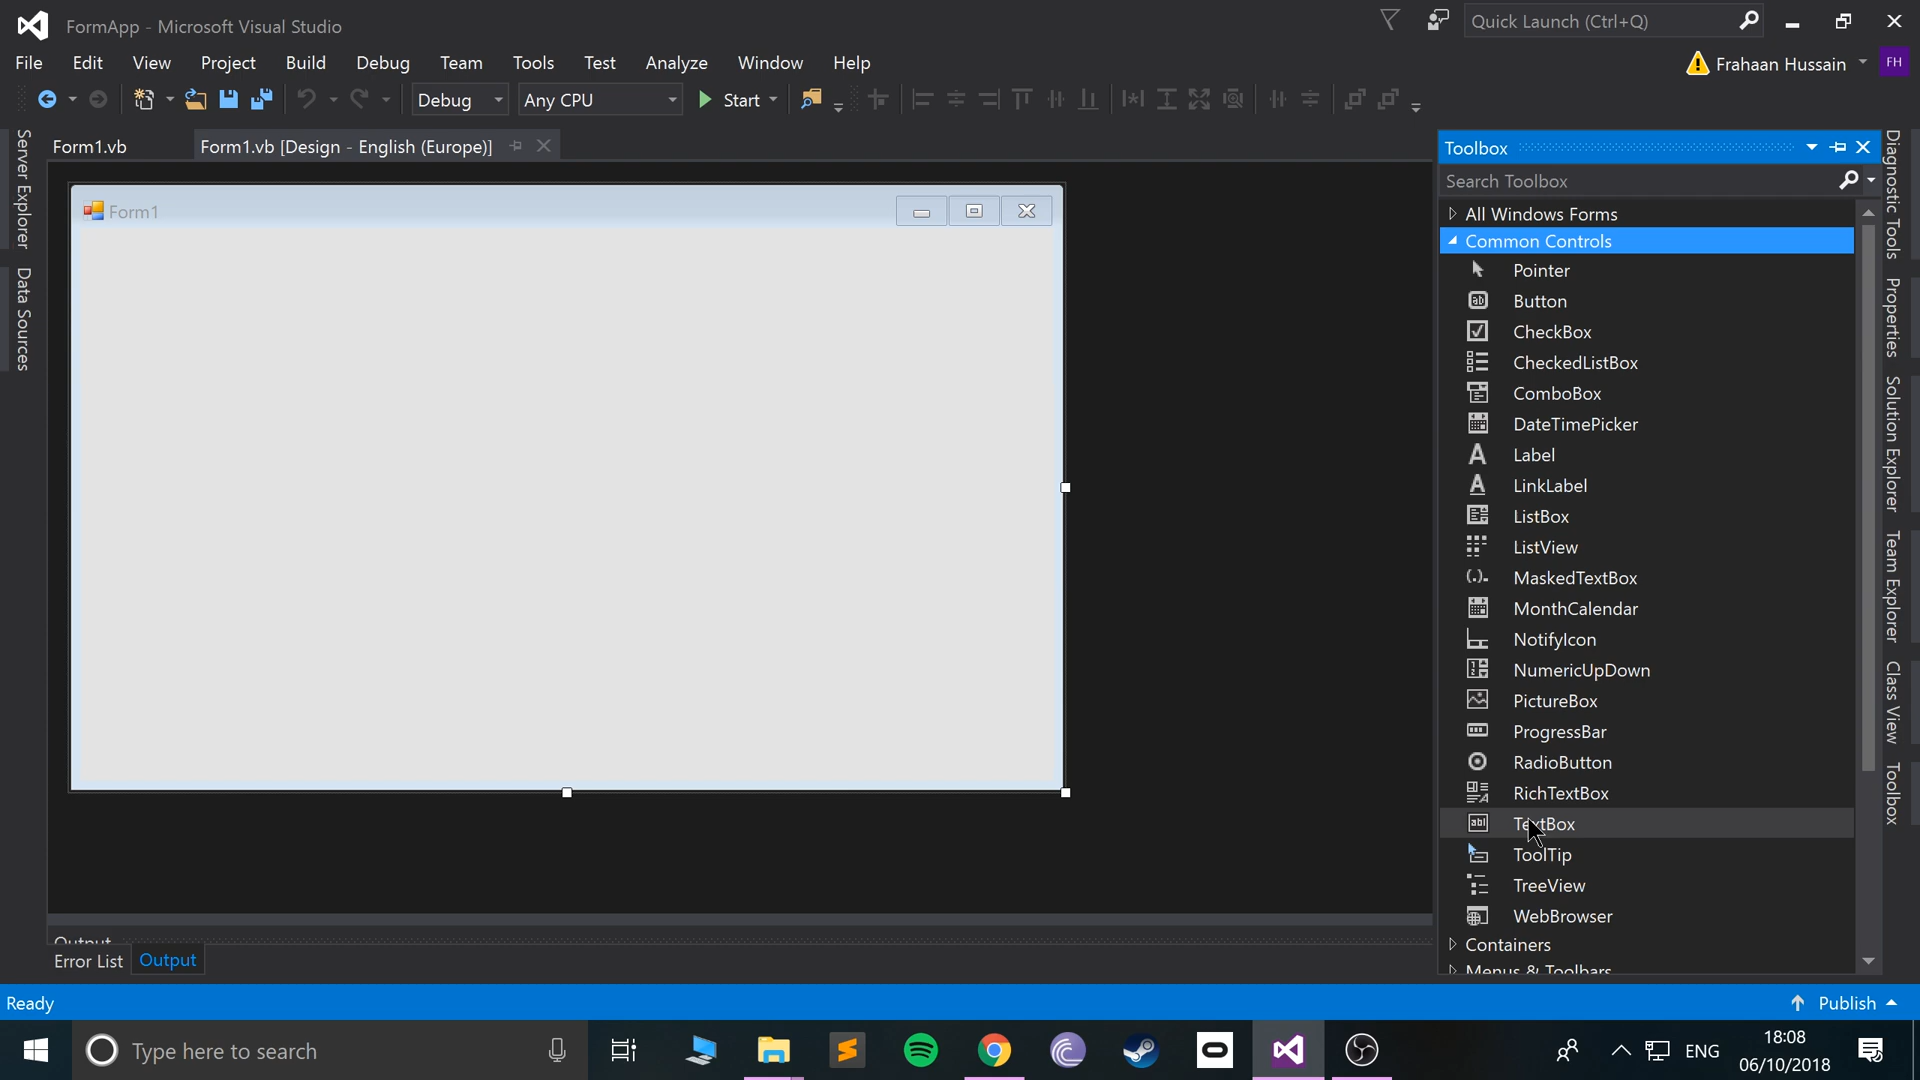 FormApp - Microsoft Visual Studio
Quick Launch (Ctrl+Q)
File Edit View Project Build Debug Team Tools Test Analyze Window Help
Frahaan Hussain FH
Debug Any CPU Start
Form1.vb Form1.vb [Design - English (Europe)]
Server Explorer
Data Sources
Form1
Toolbox
Search Toolbox
All Windows Forms
Common Controls
Pointer
Button
CheckBox
CheckedListBox
ComboBox
DateTimePicker
Label
LinkLabel
ListBox
ListView
MaskedTextBox
MonthCalendar
NotifyIcon
NumericUpDown
PictureBox
ProgressBar
RadioButton
RichTextBox
TextBox
ToolTip
TreeView
WebBrowser
Containers
Menus & Toolbars
Diagnostic Tools
Properties
Solution Explorer
Team Explorer
Class View
Toolbox
Output
Error List Output
Ready
Publish
Type here to search
ENG
18:08
06/10/2018